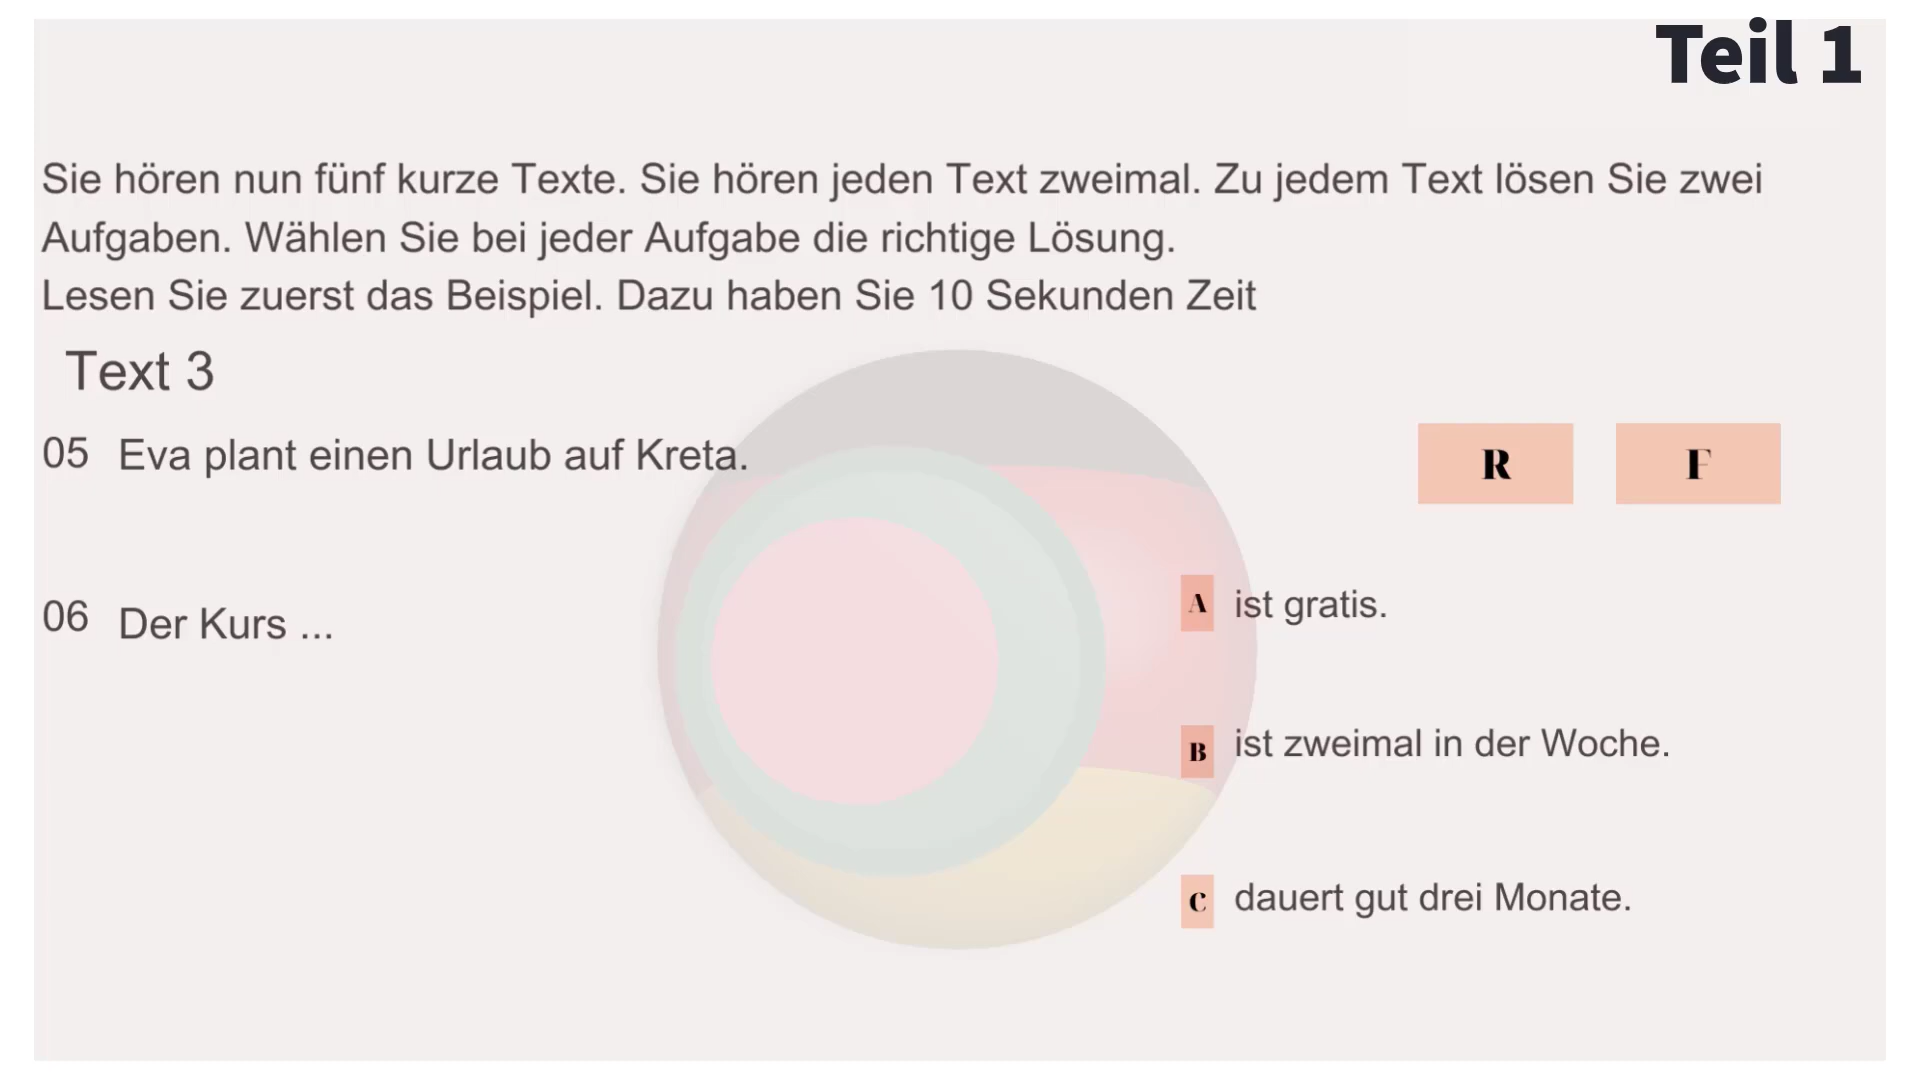 Teil 1
Sie hören nun fünf kurze Texte. Sie hören jeden Text zweimal. Zu jedem Text lösen Sie zwei
Aufgaben. Wählen Sie bei jeder Aufgabe die richtige Lösung.
Lesen Sie zuerst das Beispiel. Dazu haben Sie 10 Sekunden Zeit
Text 3
05 Eva plant einen Urlaub auf Kreta. R F
06 Der Kurs ...
A ist gratis.
B ist zweimal in der Woche.
C dauert gut drei Monate.